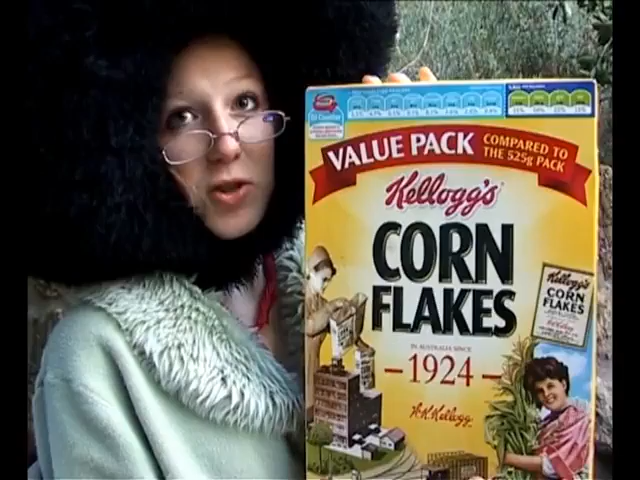 VALUE PACK
COMPARED TO
THE 525g PACK
Kellogg's
CORN
FLAKES
IN AUSTRALIA SINCE
1924
W.K.Kellogg
Kellogg's
CORN
FLAKES